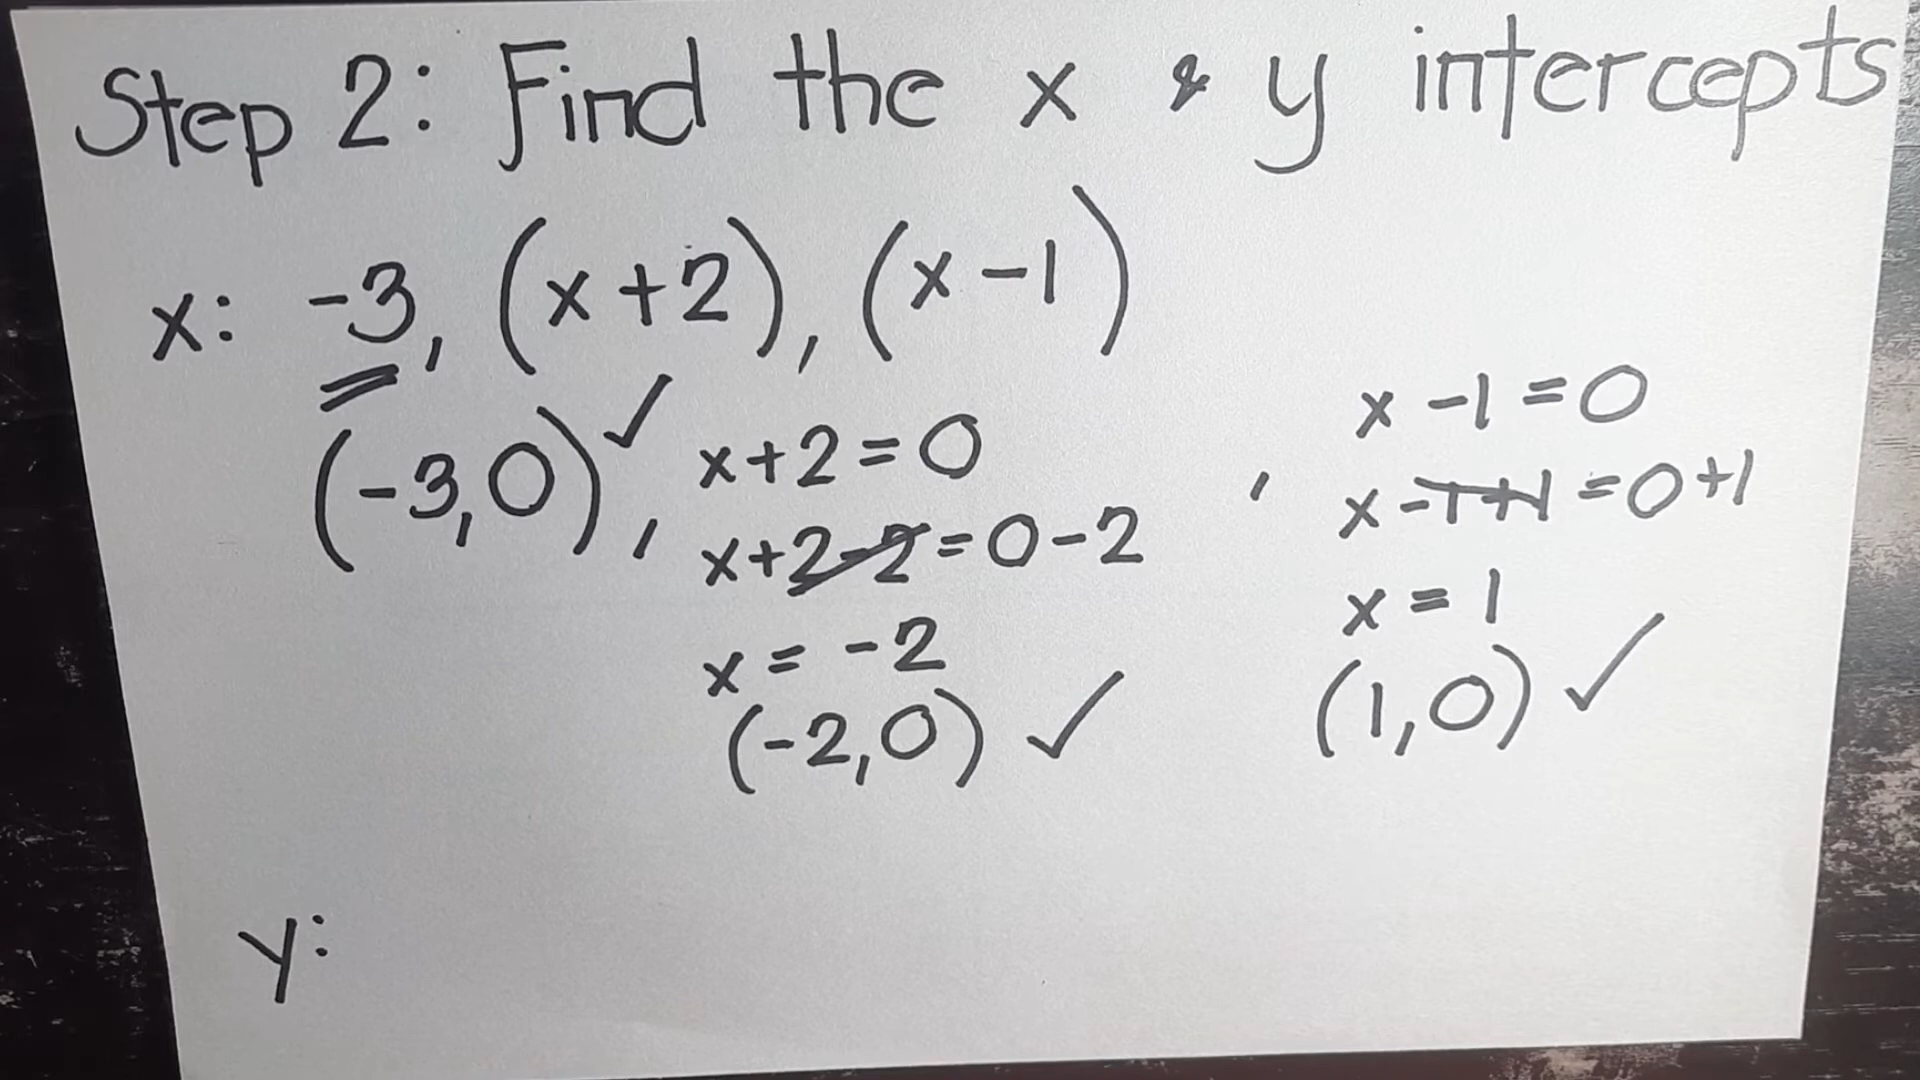 Step 2: Find the x & y intercepts
x: -3, (x+2), (x-1)
(-3,0) ✓,
x+2=0
x+2-2=0-2
x = -2
(-2,0) ✓
,
x -1=0
x -1+1=0+1
x = 1
(1,0) ✓
y: